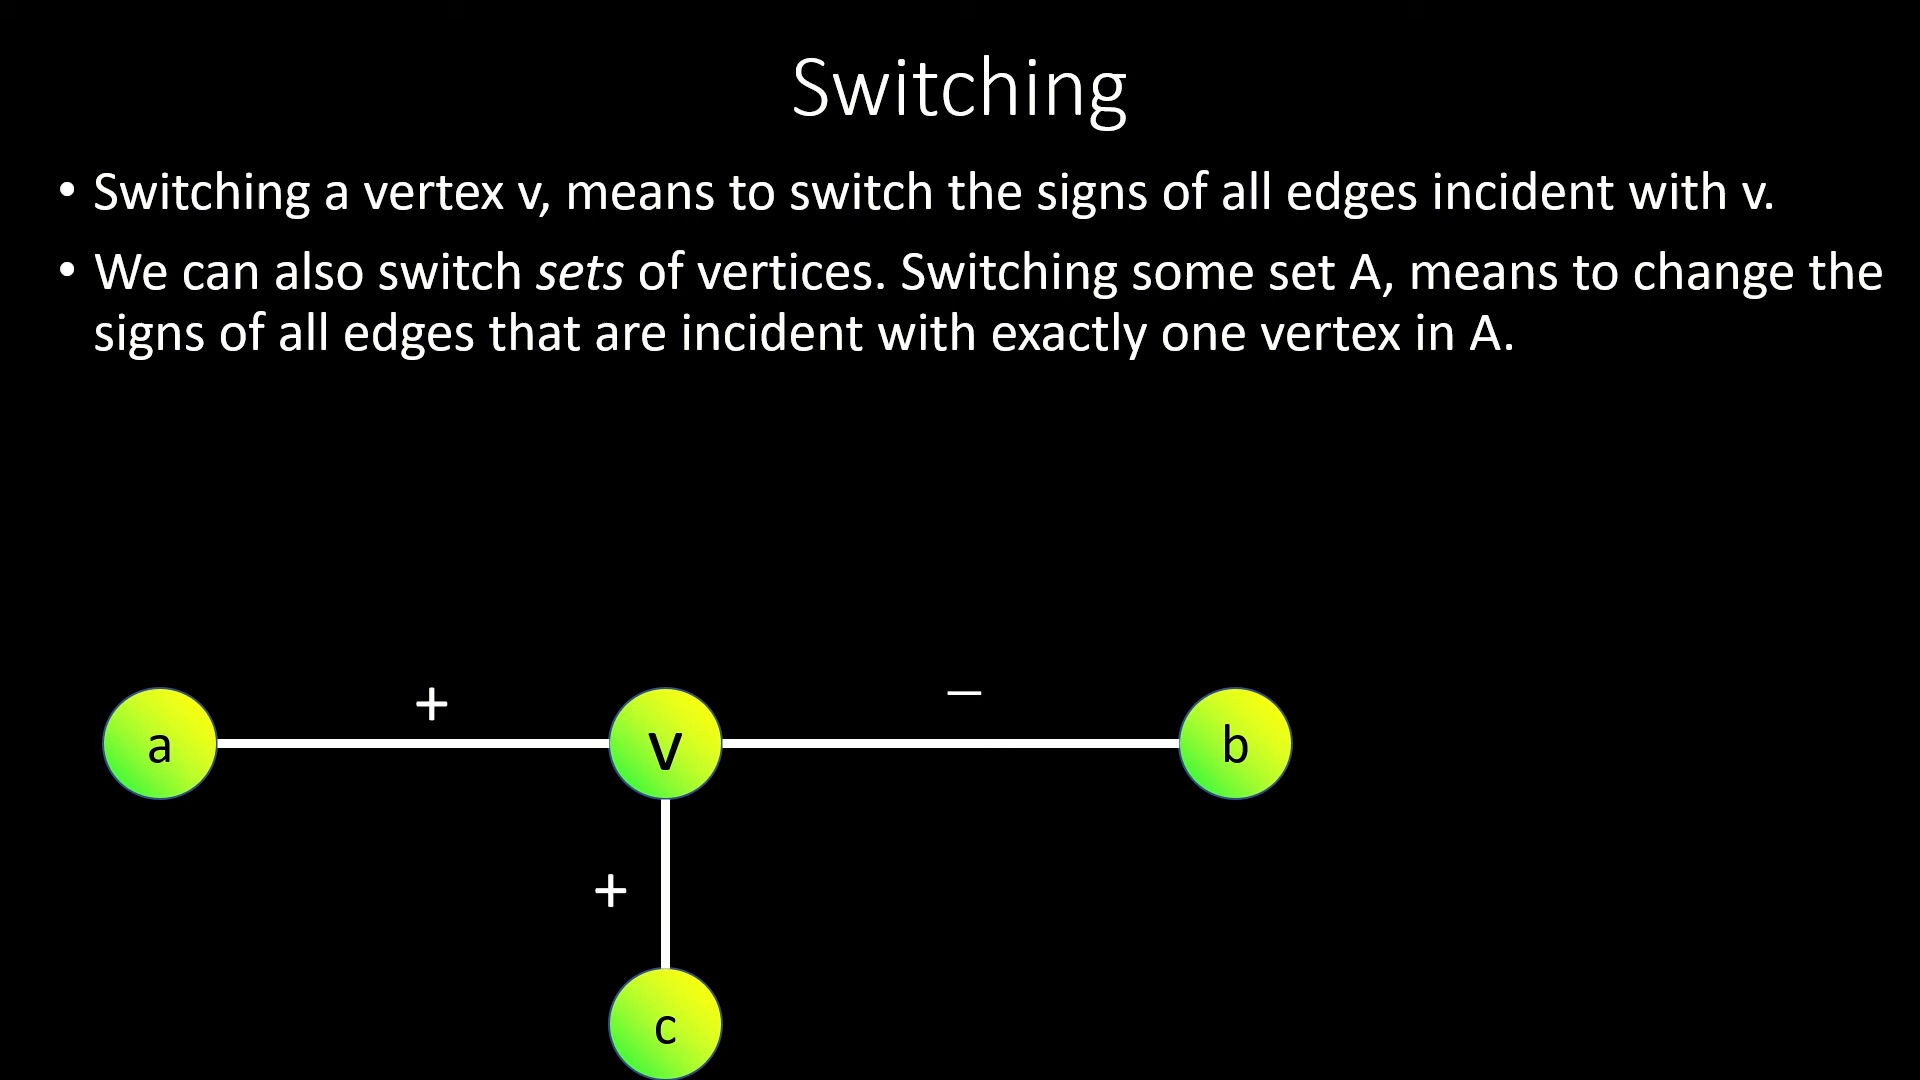 Switching
• Switching a vertex v, means to switch the signs of all edges incident with v.
• We can also switch sets of vertices. Switching some set A, means to change the
signs of all edges that are incident with exactly one vertex in A.
+ –
a v b
+
c